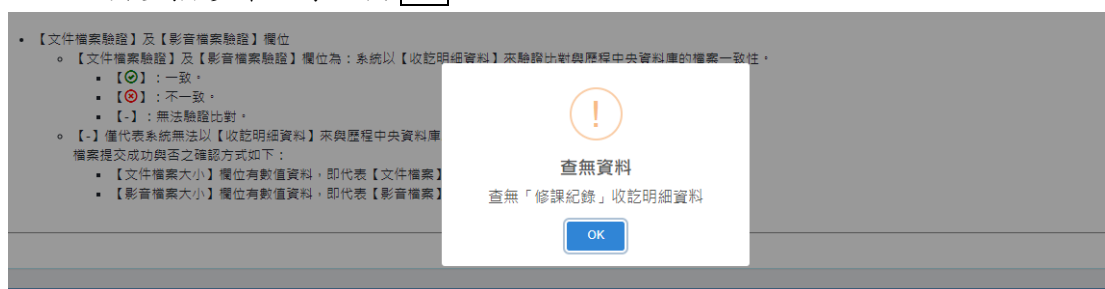 【文件檔案驗證】及【影音檔案驗證】欄位
【文件檔案驗證】及【影音檔案驗證】欄位為：系統以【收訖明細資料】來驗證比對與歷程中央資料庫的檔案一致性。
【✓】：一致。
【×】：不一致。
【-】：無法驗證比對。
【-】僅代表系統無法以【收訖明細資料】來與歷程中央資料庫
檔案提交成功與否之確認方式如下：
【文件檔案大小】欄位有數值資料，即代表【文件檔案】
【影音檔案大小】欄位有數值資料，即代表【影音檔案】
!
查無資料
查無「修課紀錄」收訖明細資料
OK